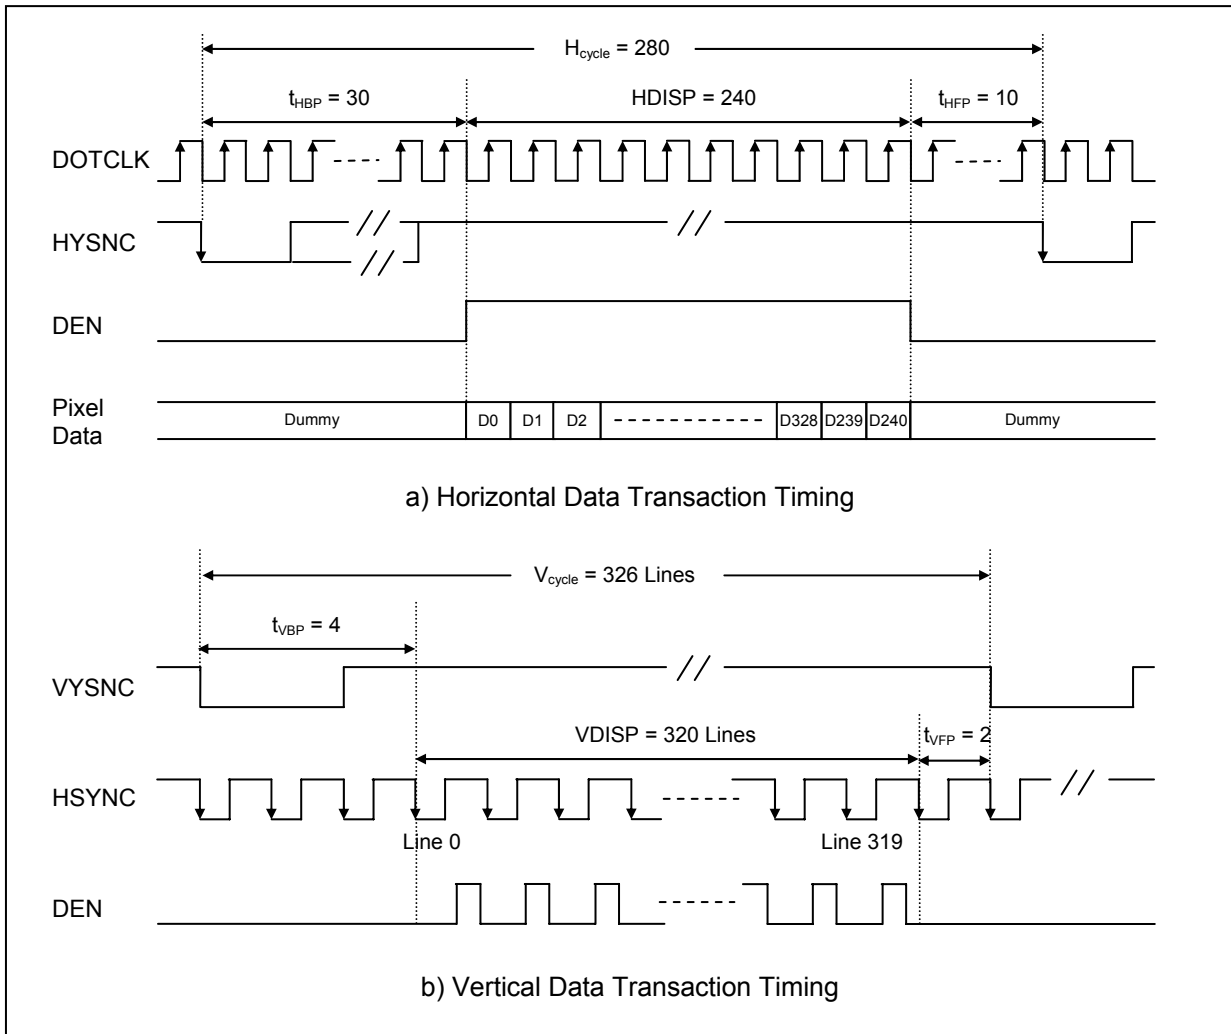 Hcycle = 280
tHBP = 30 HDISP = 240 tHFP = 10
DOTCLK
HYSNC
DEN
Pixel
Data
Dummy D0 D1 D2 D328 D239 D240 Dummy
a) Horizontal Data Transaction Timing
Vcycle = 326 Lines
tVBP = 4
VYSNC
VDISP = 320 Lines tVFP = 2
HSYNC
Line 0 Line 319
DEN
b) Vertical Data Transaction Timing